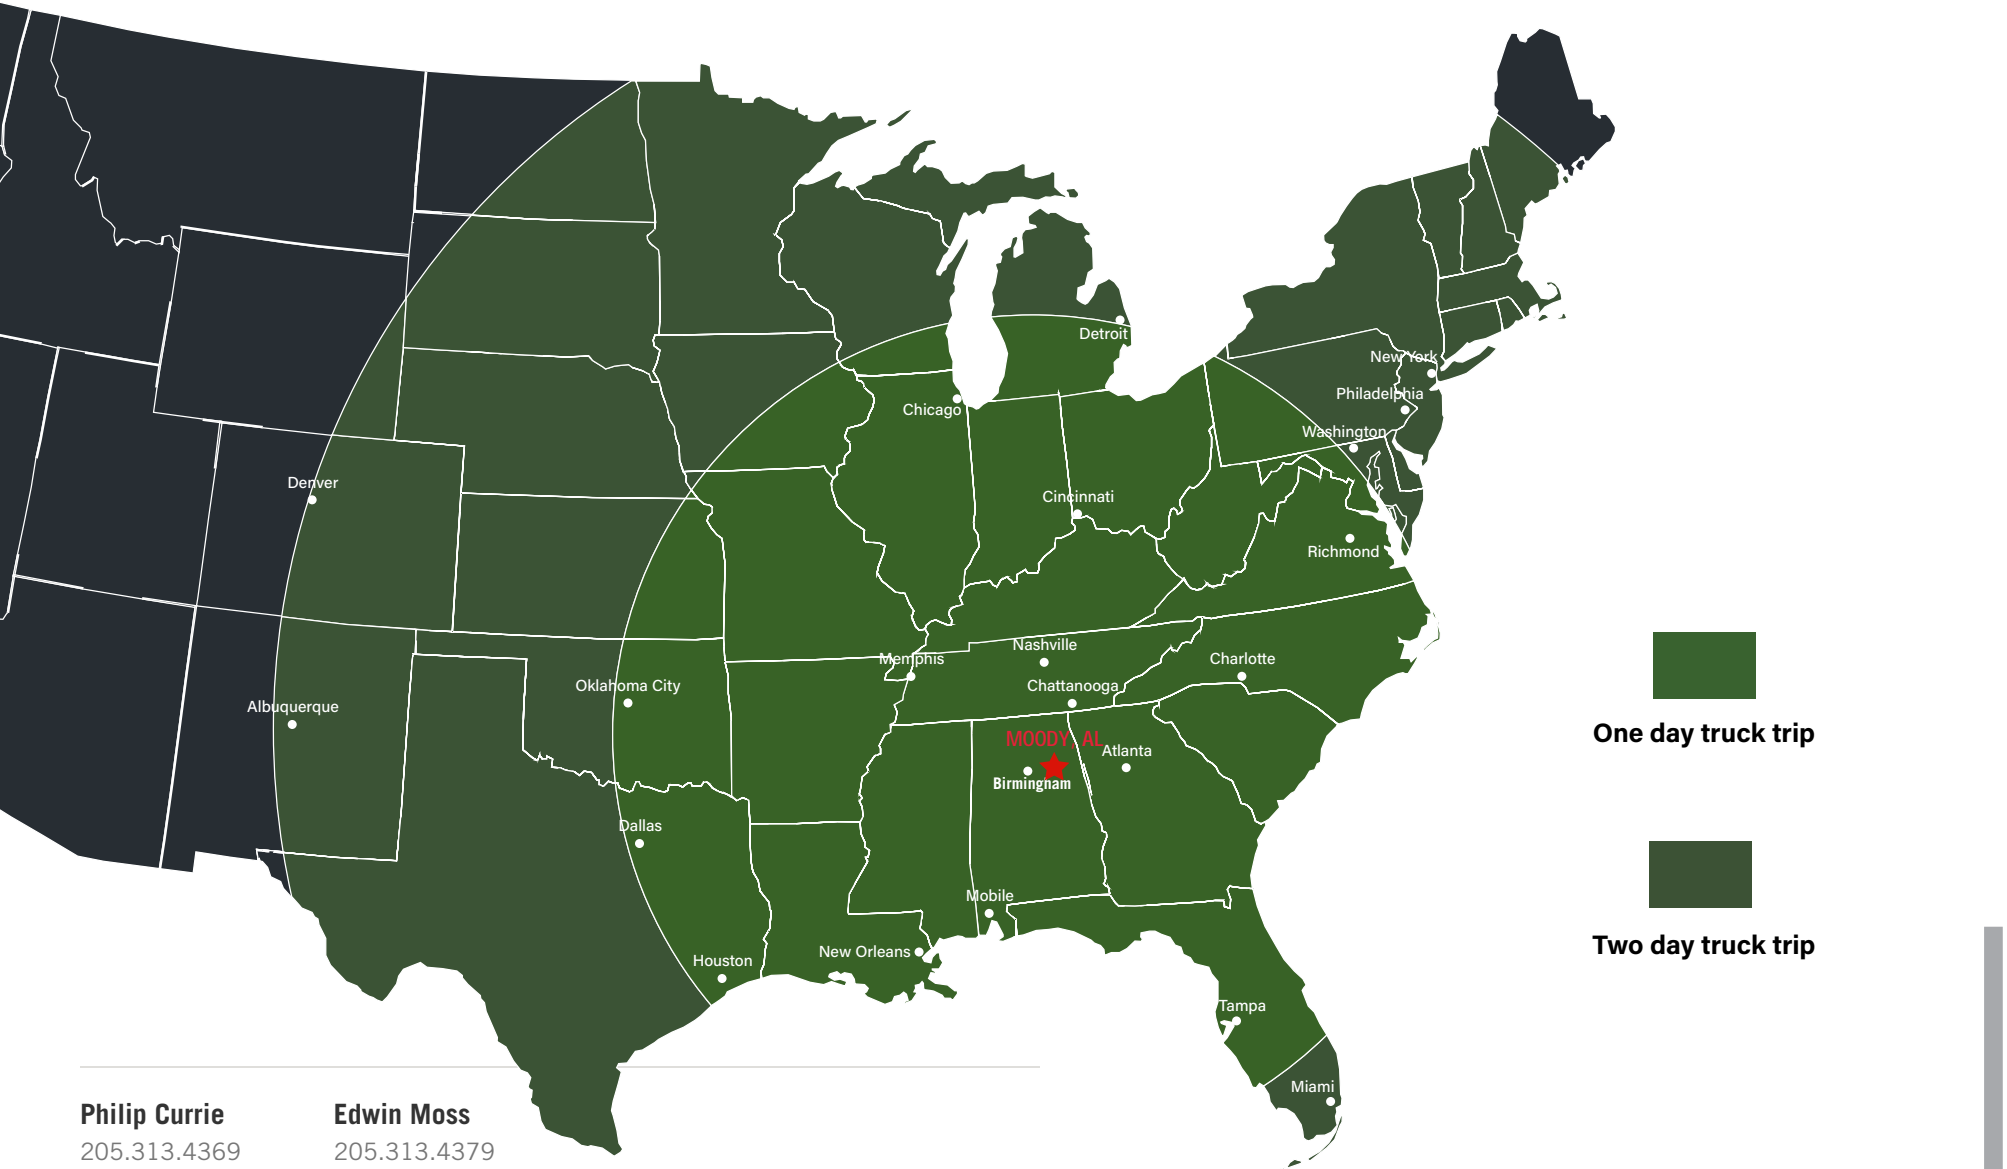 Detroit
New York
Philadelphia
Chicago
Washington
Denver
Cincinnati
Richmond
Nashville
Memphis
Charlotte
Oklahoma City
Chattanooga
Albuquerque
MOODY, AL
Atlanta
Birmingham
Dallas
Mobile
New Orleans
Houston
Tampa
Miami
One day truck trip
Two day truck trip
Philip Currie
205.313.4369
Edwin Moss
205.313.4379